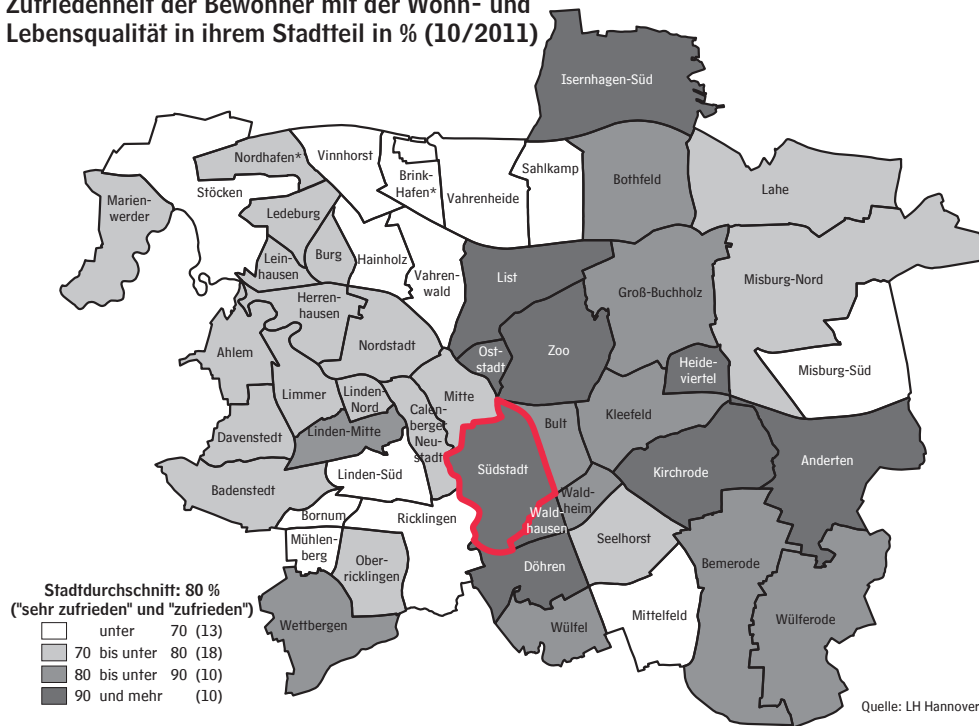 Zufriedenheit der Bewohner mit der Wohn- und
Lebensqualität in ihrem Stadtteil in % (10/2011)
Isernhagen-Süd
Nordhafen*
Vinnhorst
Brink-
Hafen*
Sahlkamp
Bothfeld
Lahe
Marien-
werder
Stöcken
Vahrenheide
Ledeburg
Lein-
hausen
Burg
Hainholz
Vahren-
wald
List
Groß-Buchholz
Misburg-Nord
Herren-
hausen
Nordstadt
Ost-
stadt
Zoo
Heide-
viertel
Misburg-Süd
Ahlem
Limmer
Linden-
Nord
Mitte
Calen-
berger
Neu-
stadt
Bult
Kleefeld
Davenstedt
Linden-Mitte
Südstadt
Kirchrode
Anderten
Badenstedt
Linden-Süd
Wald-
heim
Bornum
Ricklingen
Wald-
hausen
Seelhorst
Mühlen-
berg
Ober-
ricklingen
Döhren
Bemerode
Wettbergen
Wülfel
Mittelfeld
Wülferode
Stadtdurchschnitt: 80 %
("sehr zufrieden" und "zufrieden")
unter 70 (13)
70 bis unter 80 (18)
80 bis unter 90 (10)
90 und mehr (10)
Quelle: LH Hannover